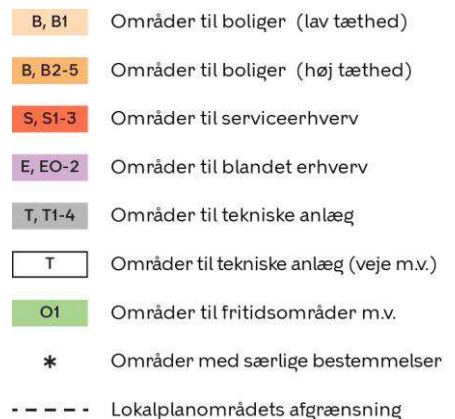 B, B1 Områder til boliger (lav tæthed)
B, B2-5 Områder til boliger (høj tæthed)
S, S1-3 Områder til serviceerhverv
E, EO-2 Områder til blandet erhverv
T, T1-4 Områder til tekniske anlæg
T Områder til tekniske anlæg (veje m.v.)
O1 Områder til fritidsområder m.v.
* Områder med særlige bestemmelser
Lokalplanområdets afgrænsning